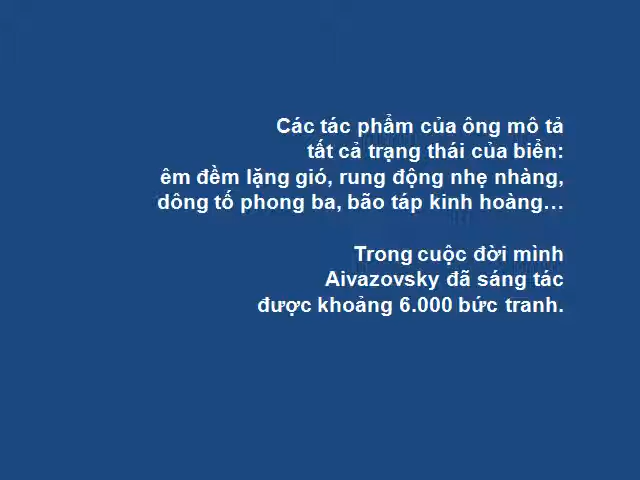 Các tác phẩm của ông mô tả
tất cả trạng thái của biển:
êm đềm lặng gió, rung động nhẹ nhàng,
dông tố phong ba, bão táp kinh hoàng...
Trong cuộc đời mình
Aivazovsky đã sáng tác
được khoảng 6.000 bức tranh.